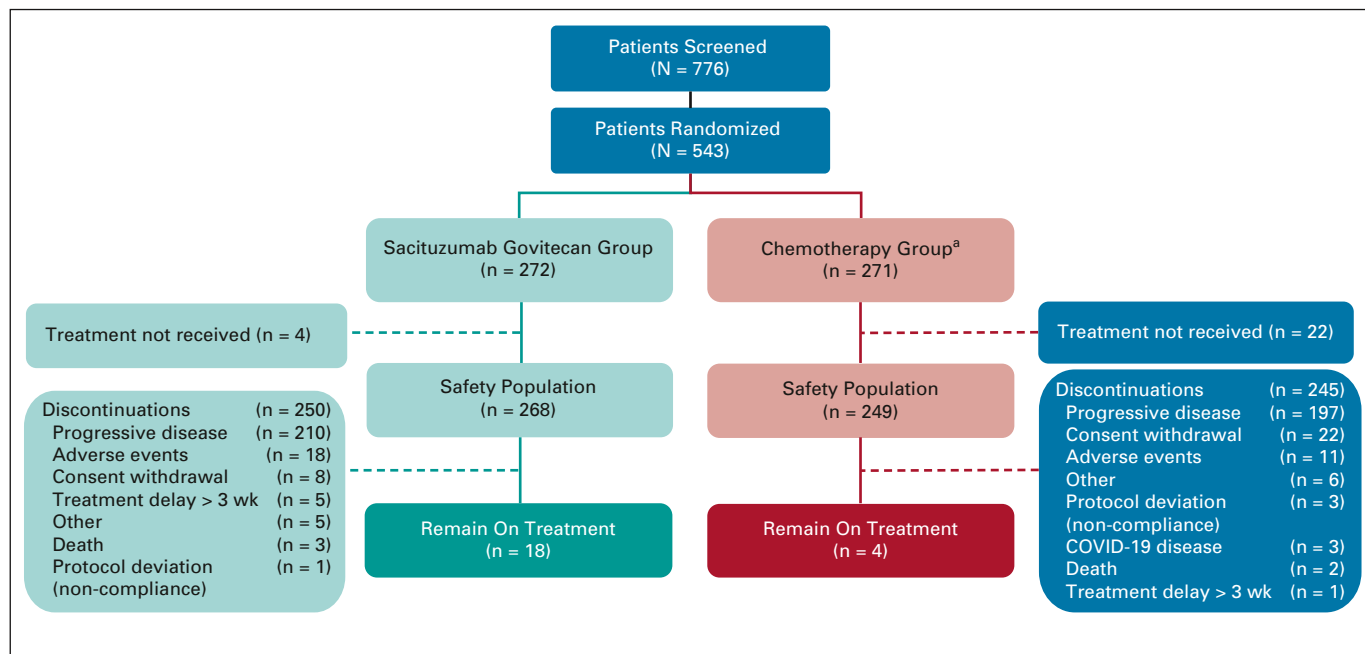 Patients Screened
(N = 776)
Patients Randomized
(N = 543)
Sacituzumab Govitecan Group
(n = 272)
Chemotherapy Groupᵃ
(n = 271)
Treatment not received (n = 4)
Treatment not received (n = 22)
Safety Population
(n = 268)
Safety Population
(n = 249)
Discontinuations (n = 250)
Progressive disease (n = 210)
Adverse events (n = 18)
Consent withdrawal (n = 8)
Treatment delay > 3 wk (n = 5)
Other (n = 5)
Death (n = 3)
Protocol deviation (n = 1)
(non-compliance)
Discontinuations (n = 245)
Progressive disease (n = 197)
Consent withdrawal (n = 22)
Adverse events (n = 11)
Other (n = 6)
Protocol deviation (n = 3)
(non-compliance)
COVID-19 disease (n = 3)
Death (n = 2)
Treatment delay > 3 wk (n = 1)
Remain On Treatment
(n = 18)
Remain On Treatment
(n = 4)